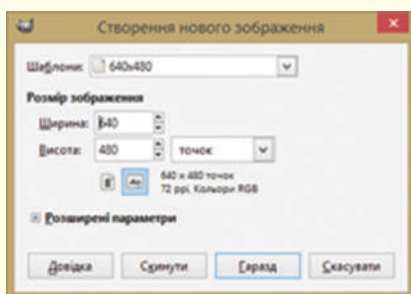 Створення нового зображення
Шаблони: 640x480
Розмір зображення
Ширина: 640
Висота: 480 точок
640 x 480 точок
72 ppi, Кольори RGB
Розширені параметри
Довідка Скинути Гаразд Скасувати